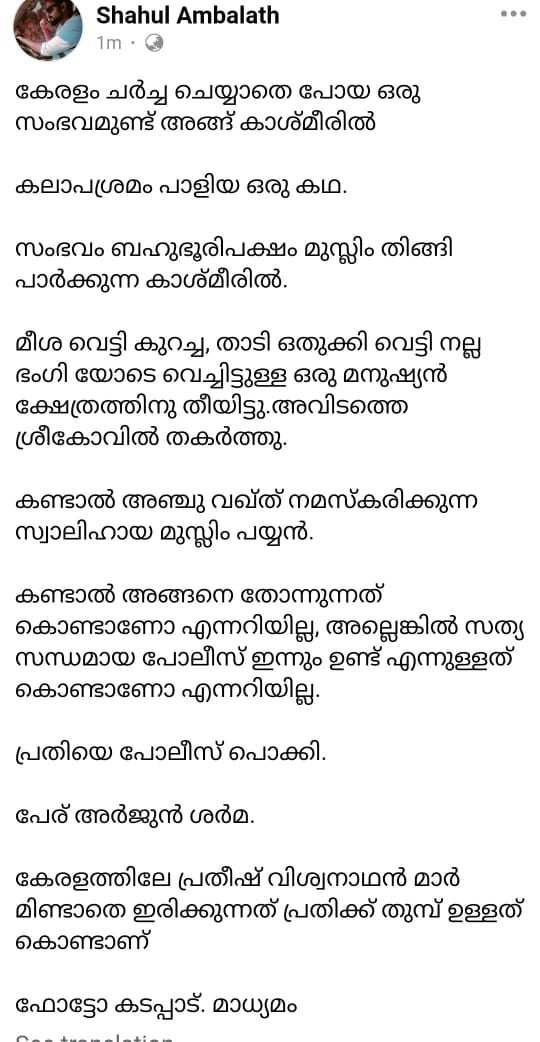 Shahul Ambalath
1m ·
കേരളം ചർച്ച ചെയ്യാതെ പോയ ഒരു
സംഭവമുണ്ട് അങ്ങ് കാശ്മീരിൽ
കലാപശ്രമം പാളിയ ഒരു കഥ.
സംഭവം ബഹുഭൂരിപക്ഷം മുസ്ലിം തിങ്ങി
പാർക്കുന്ന കാശ്മീരിൽ.
മീശ വെട്ടി കുറച്ച, താടി ഒതുക്കി വെട്ടി നല്ല
ഭംഗി യോടെ വെച്ചിട്ടുള്ള ഒരു മനുഷ്യൻ
ക്ഷേത്രത്തിനു തീയിട്ടു.അവിടത്തെ
ശ്രീകോവിൽ തകർത്തു.
കണ്ടാൽ അഞ്ചു വഖ്ത് നമസ്കരിക്കുന്ന
സ്വാലിഹായ മുസ്ലിം പയ്യൻ.
കണ്ടാൽ അങ്ങനെ തോന്നുന്നത്
കൊണ്ടാണോ എന്നറിയില്ല, അല്ലെങ്കിൽ സത്യ
സന്ധമായ പോലീസ് ഇന്നും ഉണ്ട് എന്നുള്ളത്
കൊണ്ടാണോ എന്നറിയില്ല.
പ്രതിയെ പോലീസ് പൊക്കി.
പേര് അർജുൻ ശർമ.
കേരളത്തിലേ പ്രതീഷ് വിശ്വനാഥൻ മാർ
മിണ്ടാതെ ഇരിക്കുന്നത് പ്രതിക്ക് തുമ്പ് ഉള്ളത്
കൊണ്ടാണ്
ഫോട്ടോ കടപ്പാട്. മാധ്യമം
See translation